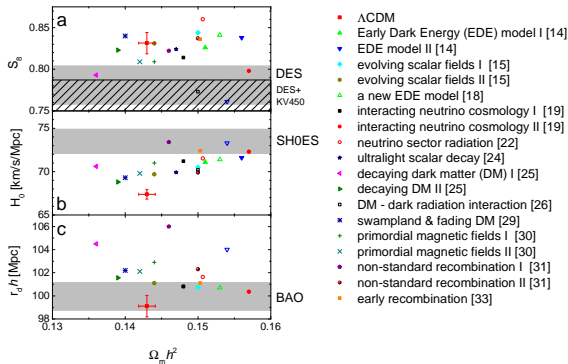 S8
0.85
0.80
0.75
DES
DES+
KV450
a
H0 [km/s/Mpc]
75
70
65
SH0ES
b
rdh [Mpc]
106
104
102
100
98
BAO
c
0.13 0.14 0.15 0.16
Ωmh²
ΛCDM
Early Dark Energy (EDE) model I [14]
EDE model II [14]
evolving scalar fields I [15]
evolving scalar fields II [15]
a new EDE model [18]
interacting neutrino cosmology I [19]
interacting neutrino cosmology II [19]
neutrino sector radiation [22]
ultralight scalar decay [24]
decaying dark matter (DM) I [25]
decaying DM II [25]
DM - dark radiation interaction [26]
swampland & fading DM [29]
primordial magnetic fields I [30]
primordial magnetic fields II [30]
non-standard recombination I [31]
non-standard recombination II [31]
early recombination [33]